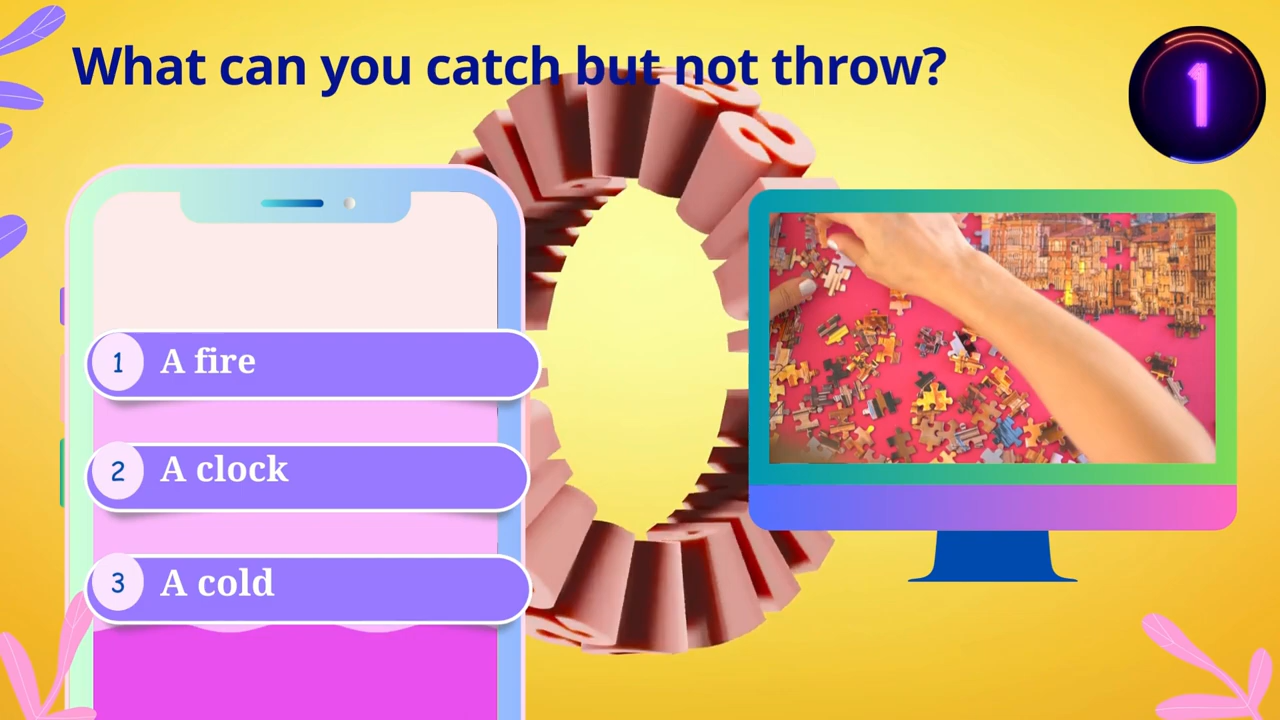 What can you catch but not throw?
1
1 A fire
2 A clock
3 A cold